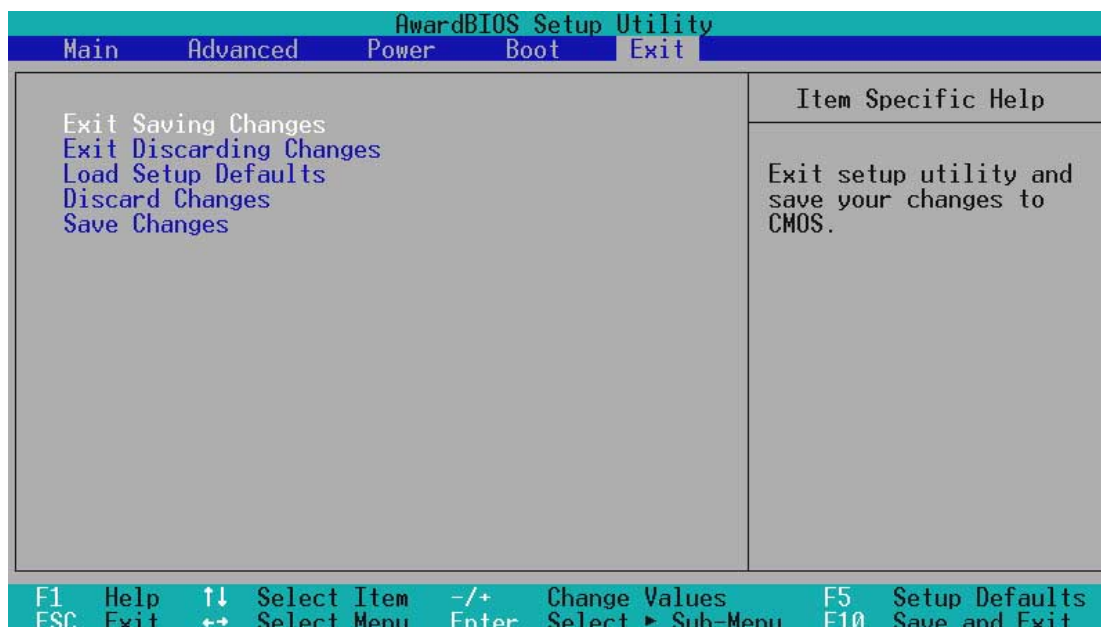 AwardBIOS Setup Utility
Main Advanced Power Boot Exit
Exit Saving Changes
Exit Discarding Changes
Load Setup Defaults
Discard Changes
Save Changes
Item Specific Help
Exit setup utility and
save your changes to
CMOS.
F1 Help ↑↓ Select Item -/+ Change Values F5 Setup Defaults
ESC Exit ←→ Select Menu Enter Select ► Sub-Menu F10 Save and Exit